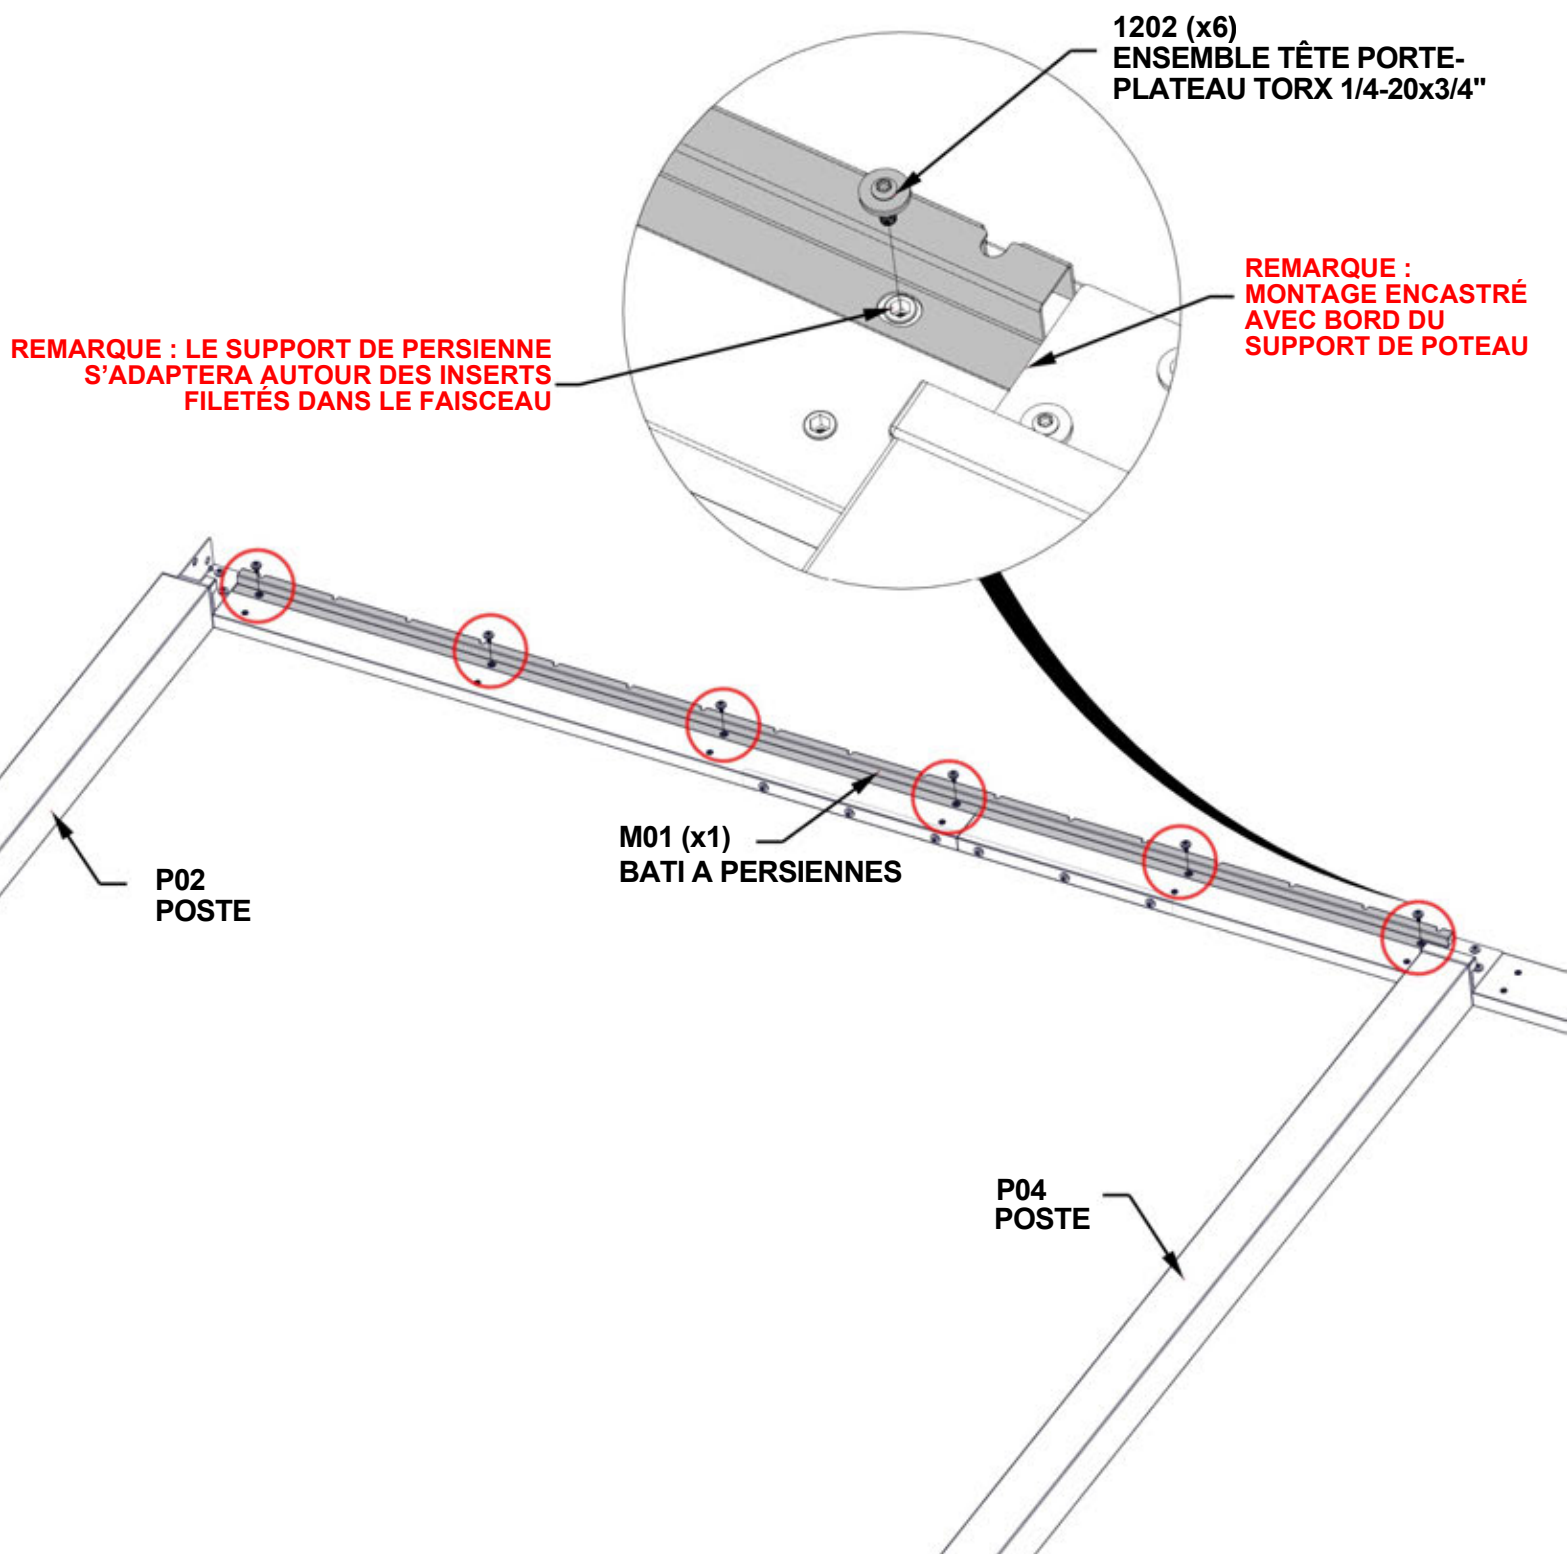 1202 (x6)
ENSEMBLE TÊTE PORTE-
PLATEAU TORX 1/4-20x3/4"
REMARQUE :
MONTAGE ENCASTRÉ
AVEC BORD DU
SUPPORT DE POTEAU
REMARQUE : LE SUPPORT DE PERSIENNE
S’ADAPTERA AUTOUR DES INSERTS
FILETÉS DANS LE FAISCEAU
M01 (x1)
BATI A PERSIENNES
P02
POSTE
P04
POSTE